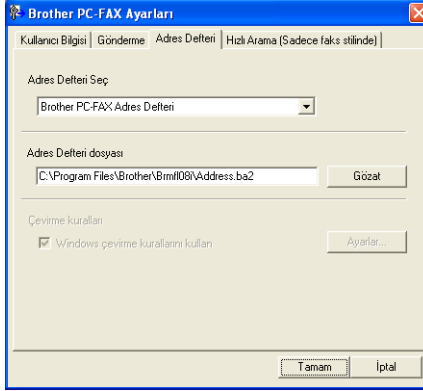 Brother PC-FAX Ayarları
Kullanıcı Bilgisi Gönderme Adres Defteri Hızlı Arama (Sadece faks stilinde)
Adres Defteri Seç
Brother PC-FAX Adres Defteri
Adres Defteri dosyası
C:\Program Files\Brother\Brmfl08i\Address.ba2 Gözat
Çevirme kuralları
Windows çevirme kurallarını kullan Ayarlar...
Tamam İptal